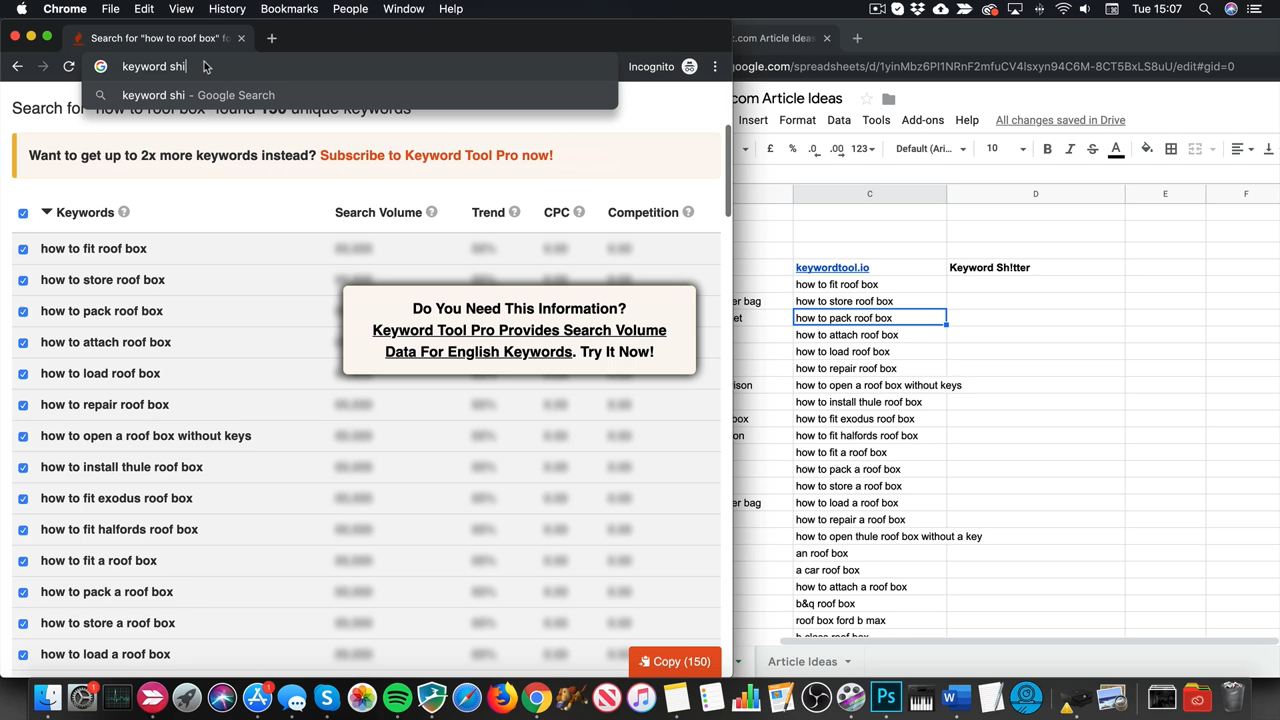 Chrome File Edit View History Bookmarks People Window Help Tue 15:07
Search for "how to roof box" fo
.com Article Ideas
keyword shi
Incognito
google.com/spreadsheets/d/1yinMbz6PI1NRnF2mfuCV4lsxyn94C6M-8CT5BxLS8uU/edit#gid=0
keyword shi - Google Search
Search for "how to roof box" found 150 unique keywords
Want to get up to 2x more keywords instead? Subscribe to Keyword Tool Pro now!
Keywords Search Volume Trend CPC Competition
how to fit roof box
how to store roof box
how to pack roof box
how to attach roof box
how to load roof box
how to repair roof box
how to open a roof box without keys
how to install thule roof box
how to fit exodus roof box
how to fit halfords roof box
how to fit a roof box
how to pack a roof box
how to store a roof box
how to load a roof box
Do You Need This Information?
Keyword Tool Pro Provides Search Volume
Data For English Keywords. Try It Now!
Copy (150)
.com Article Ideas
Insert Format Data Tools Add-ons Help All changes saved in Drive
£ % .0 .00 123 Default (Ari... 10 B I S A
C D E F
keywordtool.io Keyword Sh!tter
how to fit roof box
er bag how to store roof box
et how to pack roof box
how to attach roof box
how to load roof box
how to repair roof box
ison how to open a roof box without keys
how to install thule roof box
box how to fit exodus roof box
on how to fit halfords roof box
how to fit a roof box
how to pack a roof box
how to store a roof box
er bag how to load a roof box
how to repair a roof box
how to open thule roof box without a key
an roof box
a car roof box
how to attach a roof box
b&q roof box
roof box ford b max
b class roof box
Article Ideas